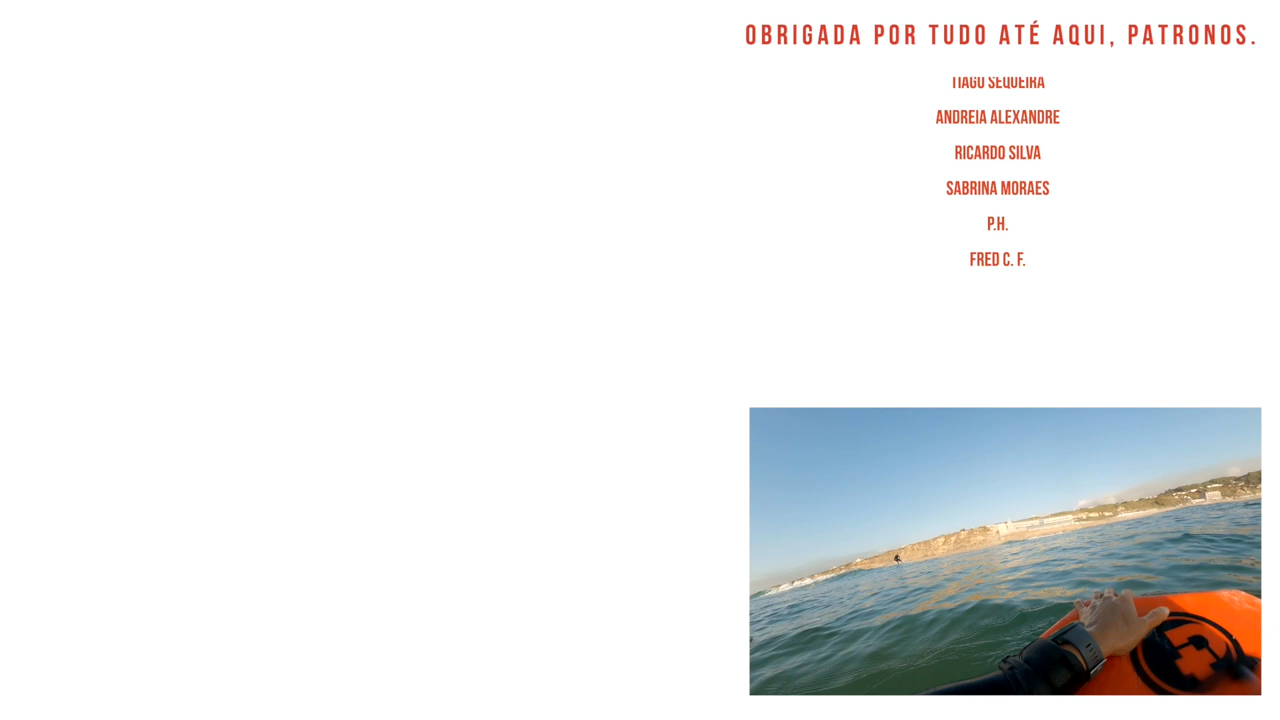 OBRIGADA POR TUDO ATÉ AQUI, PATRONOS.
TIAGO SEQUEIRA
ANDREIA ALEXANDRE
RICARDO SILVA
SABRINA MORAES
P.H.
FRED C. F.